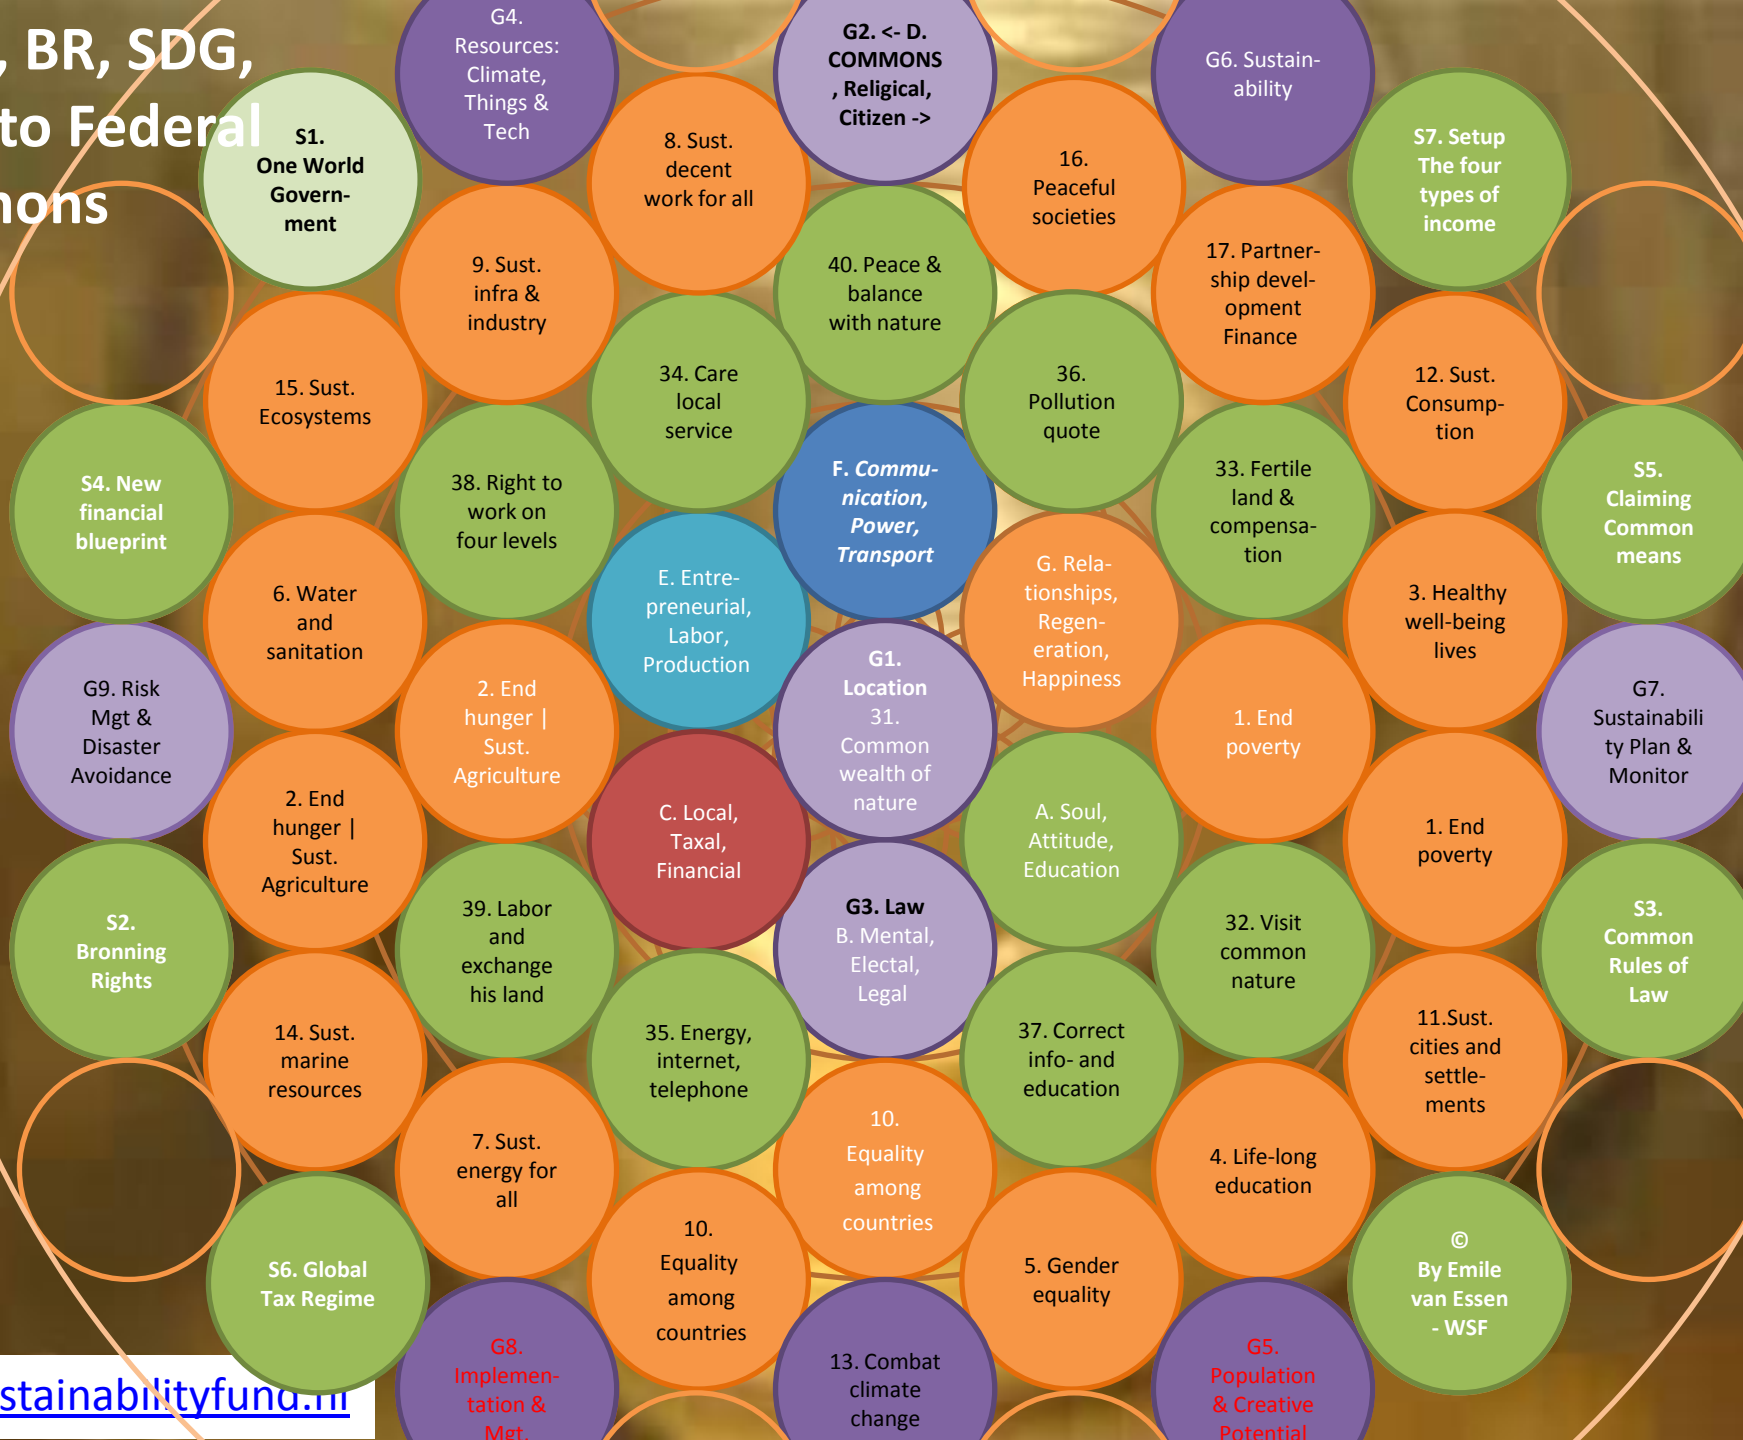 , BR, SDG,
to Federal
G4.
Resources:
Climate,
Things &
Tech
G2. <- D.
COMMONS
, Religical,
Citizen ->
G6. Sustain-
ability
S1.
One World
Govern-
ment
8. Sust.
decent
work for all
16.
Peaceful
societies
S7. Setup
The four
types of
income
9. Sust.
infra &
industry
40. Peace &
balance
with nature
17. Partner-
ship devel-
opment
Finance
15. Sust.
Ecosystems
34. Care
local
service
36.
Pollution
quote
12. Sust.
Consump-
tion
S4. New
financial
blueprint
38. Right to
work on
four levels
F. Commu-
nication,
Power,
Transport
33. Fertile
land &
compensa-
tion
S5.
Claiming
Common
means
6. Water
and
sanitation
E. Entre-
preneurial,
Labor,
Production
G. Rela-
tionships,
Regen-
eration,
Happiness
3. Healthy
well-being
lives
G9. Risk
Mgt &
Disaster
Avoidance
2. End
hunger |
Sust.
Agriculture
G1.
Location
31.
Common
wealth of
nature
1. End
poverty
G7.
Sustainabili
ty Plan &
Monitor
2. End
hunger |
Sust.
Agriculture
C. Local,
Taxal,
Financial
A. Soul,
Attitude,
Education
1. End
poverty
S2.
Bronning
Rights
39. Labor
and
exchange
his land
G3. Law
B. Mental,
Electal,
Legal
32. Visit
common
nature
S3.
Common
Rules of
Law
14. Sust.
marine
resources
35. Energy,
internet,
telephone
37. Correct
info- and
education
11.Sust.
cities and
settle-
ments
7. Sust.
energy for
all
10.
Equality
among
countries
4. Life-long
education
S6. Global
Tax Regime
10.
Equality
among
countries
5. Gender
equality
©
By Emile
van Essen
- WSF
G8.
Implemen-
tation &
Mgt.
13. Combat
climate
change
G5.
Population
& Creative
Potential
stainabilityfund.nl